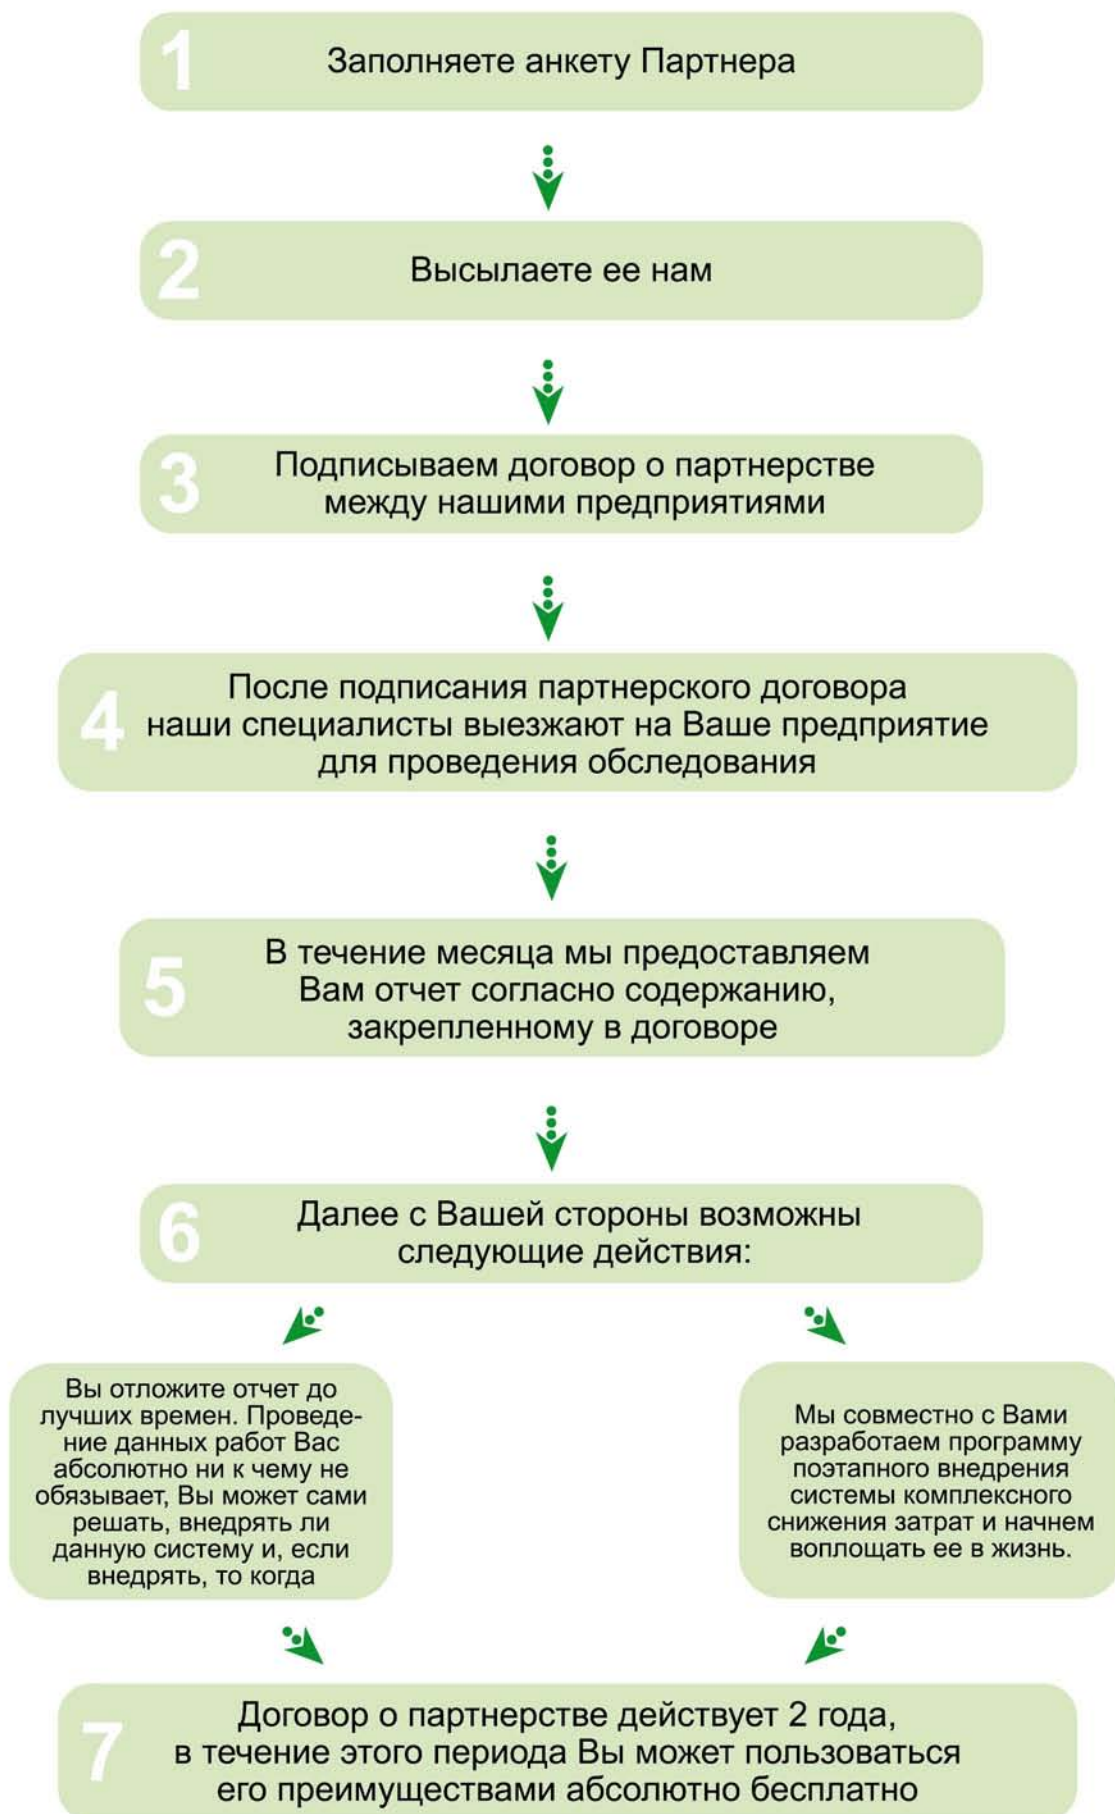 1
Заполняете анкету Партнера
2
Высылаете ее нам
3
Подписываем договор о партнерстве
между нашими предприятиями
4
После подписания партнерского договора
наши специалисты выезжают на Ваше предприятие
для проведения обследования
5
В течение месяца мы предоставляем
Вам отчет согласно содержанию,
закрепленному в договоре
6
Далее с Вашей стороны возможны
следующие действия:
Вы отложите отчет до
лучших времен. Проведе-
ние данных работ Вас
абсолютно ни к чему не
обязывает, Вы может сами
решать, внедрять ли
данную систему и, если
внедрять, то когда
Мы совместно с Вами
разработаем программу
поэтапного внедрения
системы комплексного
снижения затрат и начнем
воплощать ее в жизнь.
7
Договор о партнерстве действует 2 года,
в течение этого периода Вы может пользоваться
его преимуществами абсолютно бесплатно